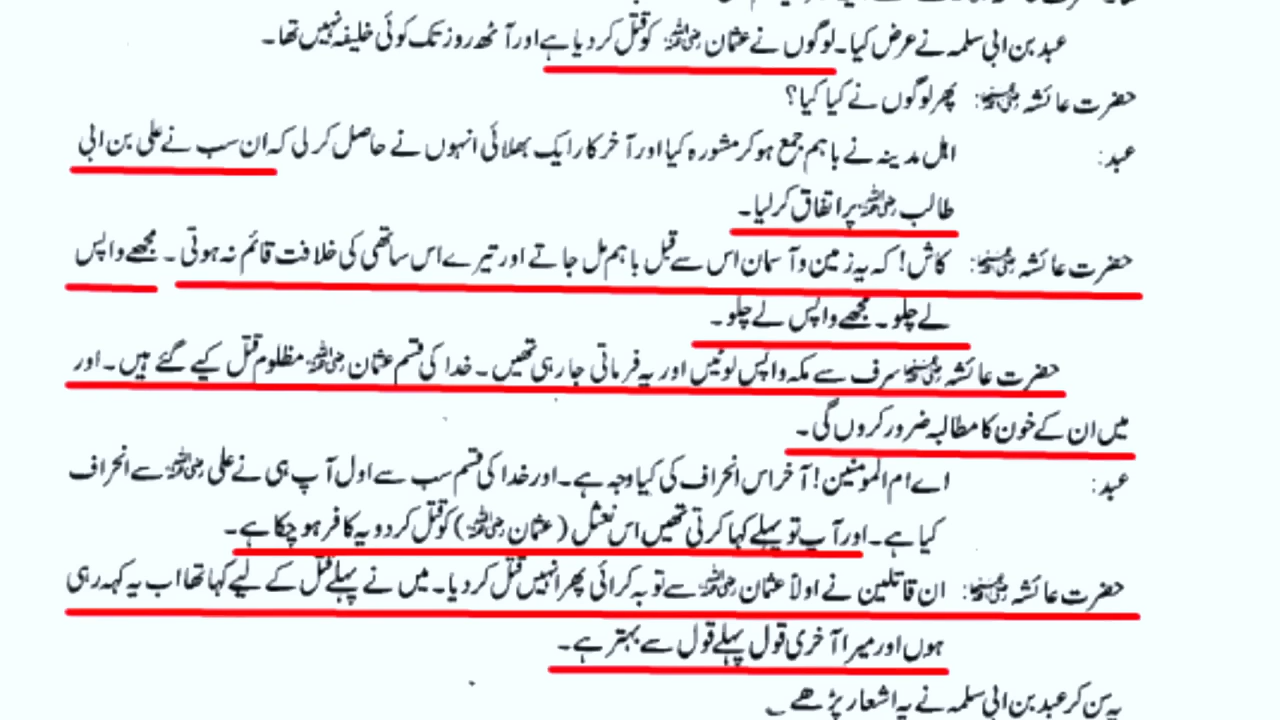 عبد بن ابی سلمہ نے عرض کیا۔ لوگوں نے عثمان رضی اللہ عنہ کو قتل کر دیا ہے اور آٹھ روز تک کوئی خلیفہ نہیں تھا۔
حضرت عائشہ رضی اللہ عنہا: پھر لوگوں نے کیا کیا؟
عبد: اہل مدینہ نے باہم جمع ہو کر مشورہ کیا اور آخر کار ایک بھلائی انہوں نے حاصل کر لی کہ ان سب نے علی بن ابی
طالب رضی اللہ عنہ پر اتفاق کر لیا۔
حضرت عائشہ رضی اللہ عنہا: کاش! کہ یہ زمین و آسمان اس سے قبل باہم مل جاتے اور تیرے اس ساتھی کی خلافت قائم نہ ہوتی۔ مجھے واپس
لے چلو۔ مجھے واپس لے چلو۔
حضرت عائشہ رضی اللہ عنہا سرف سے مکہ واپس لوٹیں اور یہ فرماتی جا رہی تھیں۔ خدا کی قسم عثمان رضی اللہ عنہ مظلوم قتل کیے گئے ہیں۔ اور
میں ان کے خون کا مطالبہ ضرور کروں گی۔
عبد: اے ام المومنین! آخر اس انحراف کی کیا وجہ ہے۔ اور خدا کی قسم سب سے اول آپ ہی نے علی رضی اللہ عنہ سے انحراف
کیا ہے۔ اور آپ تو پہلے کہا کرتی تھیں اس نعثل (عثمان رضی اللہ عنہ) کو قتل کر دو یہ کافر ہو چکا ہے۔
حضرت عائشہ رضی اللہ عنہا: ان قاتلین نے اولاً عثمان رضی اللہ عنہ سے توبہ کرائی پھر انہیں قتل کر دیا۔ میں نے پہلے قتل کے لیے کہا تھا اب یہ کہہ رہی
ہوں اور میرا آخری قول پہلے قول سے بہتر ہے۔
یہ سن کر عبد بن ابی سلمہ نے یہ اشعار پڑھے